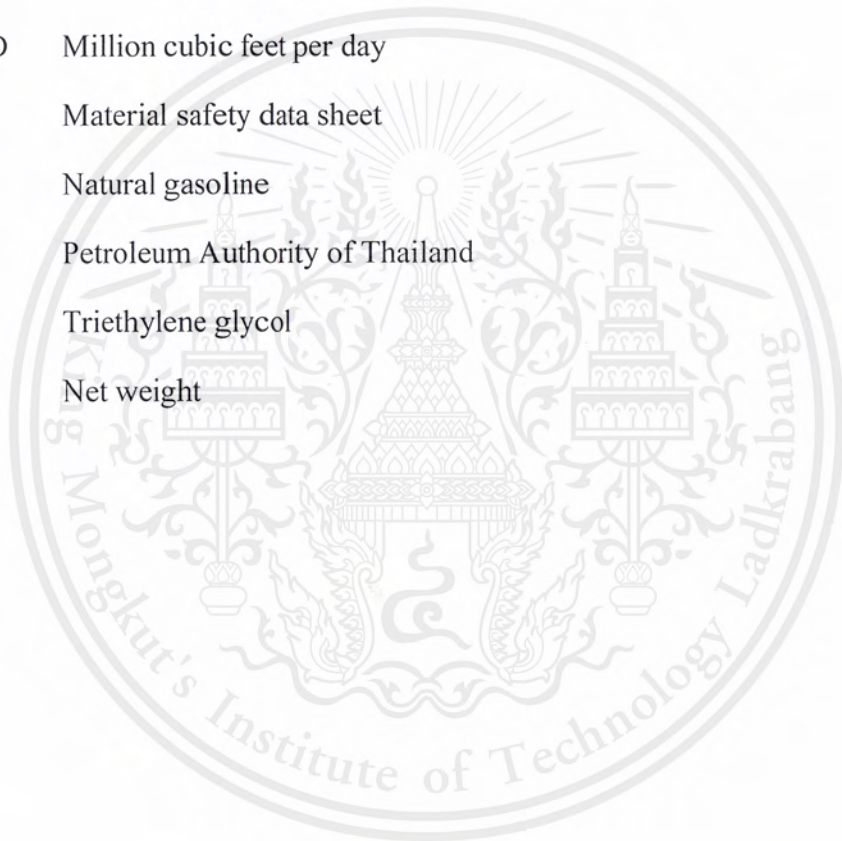 D Million cubic feet per day
Material safety data sheet
Natural gasoline
Petroleum Authority of Thailand
Triethylene glycol
Net weight
King Mongkut's Institute of Technology Ladkrabang